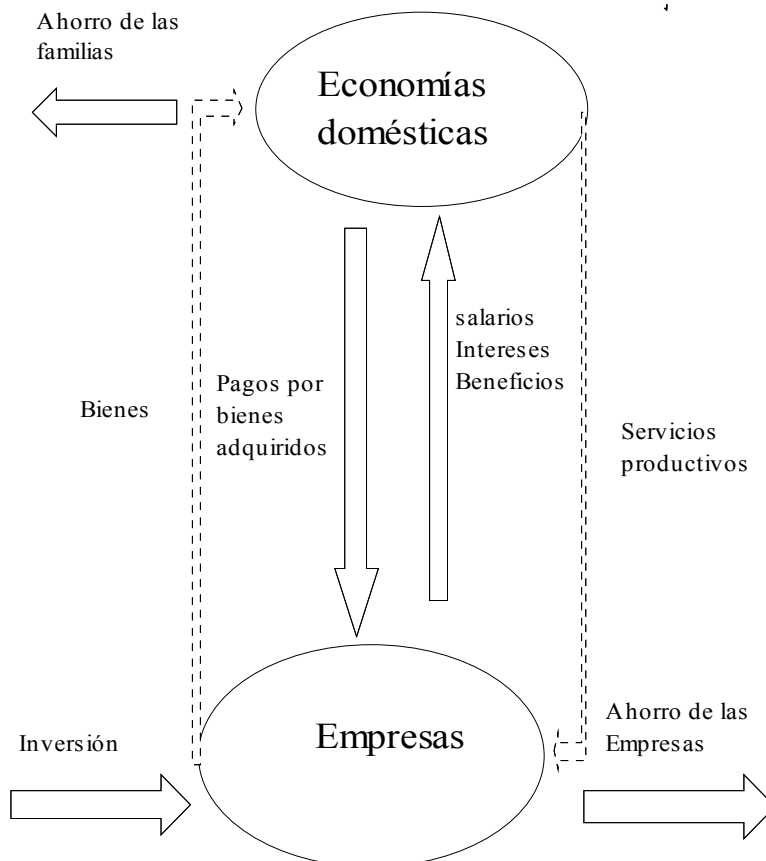 Ahorro de las
familias
Economías
domésticas
salarios
Intereses
Beneficios
Pagos por
bienes
adquiridos
Bienes
Servicios
productivos
Empresas
Inversión
Ahorro de las
Empresas